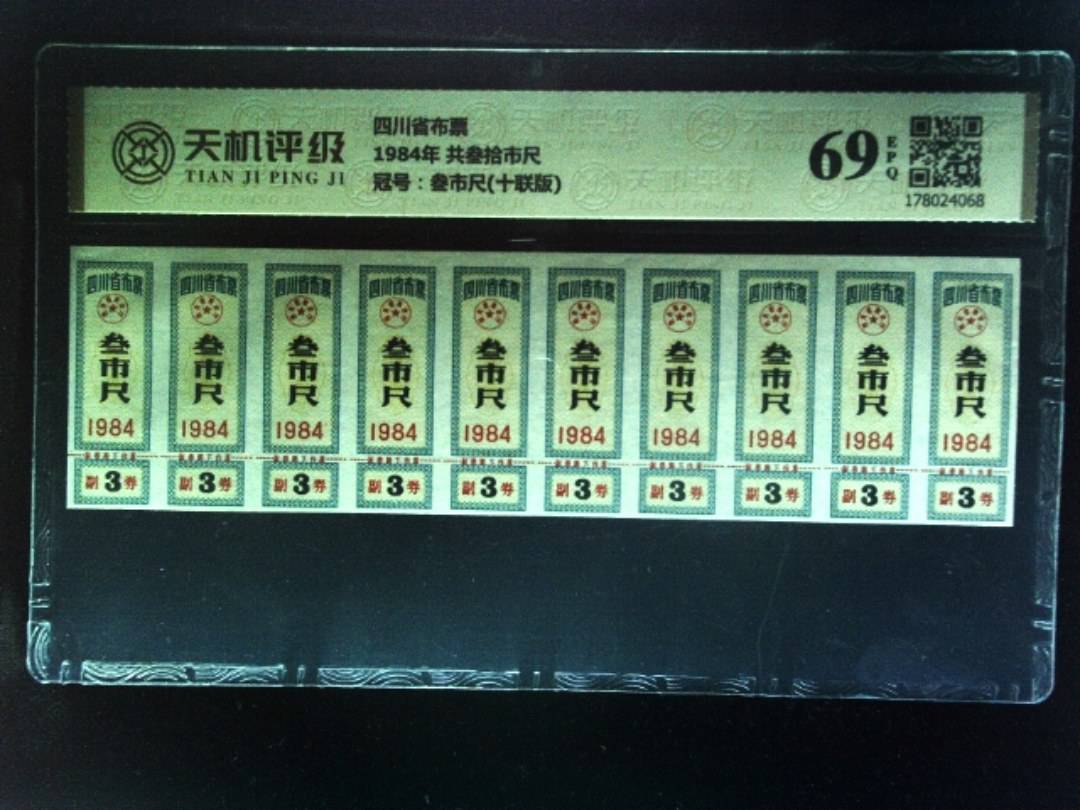 天机评级
TIAN JI PING JI
四川省布票
1984年 共叁拾市尺
冠号：叁市尺(十联版)
69
EPQ
178024068
四川省布票 四川省布票 四川省布票 四川省布票 四川省布票 四川省布票 四川省布票 四川省布票 四川省布票 四川省布票
叁市尺 叁市尺 叁市尺 叁市尺 叁市尺 叁市尺 叁市尺 叁市尺 叁市尺 叁市尺
1984 1984 1984 1984 1984 1984 1984 1984 1984 1984
副3券 副3券 副3券 副3券 副3券 副3券 副3券 副3券 副3券 副3券